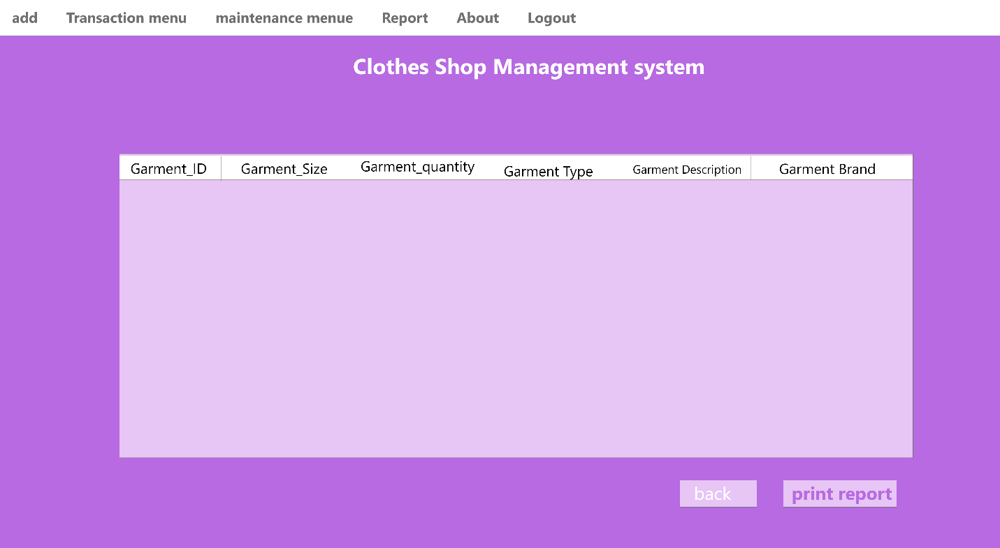 add Transaction menu maintenance menue Report About Logout
Clothes Shop Management system
Garment_ID Garment_Size Garment_quantity Garment Type Garment Description Garment Brand
back print report